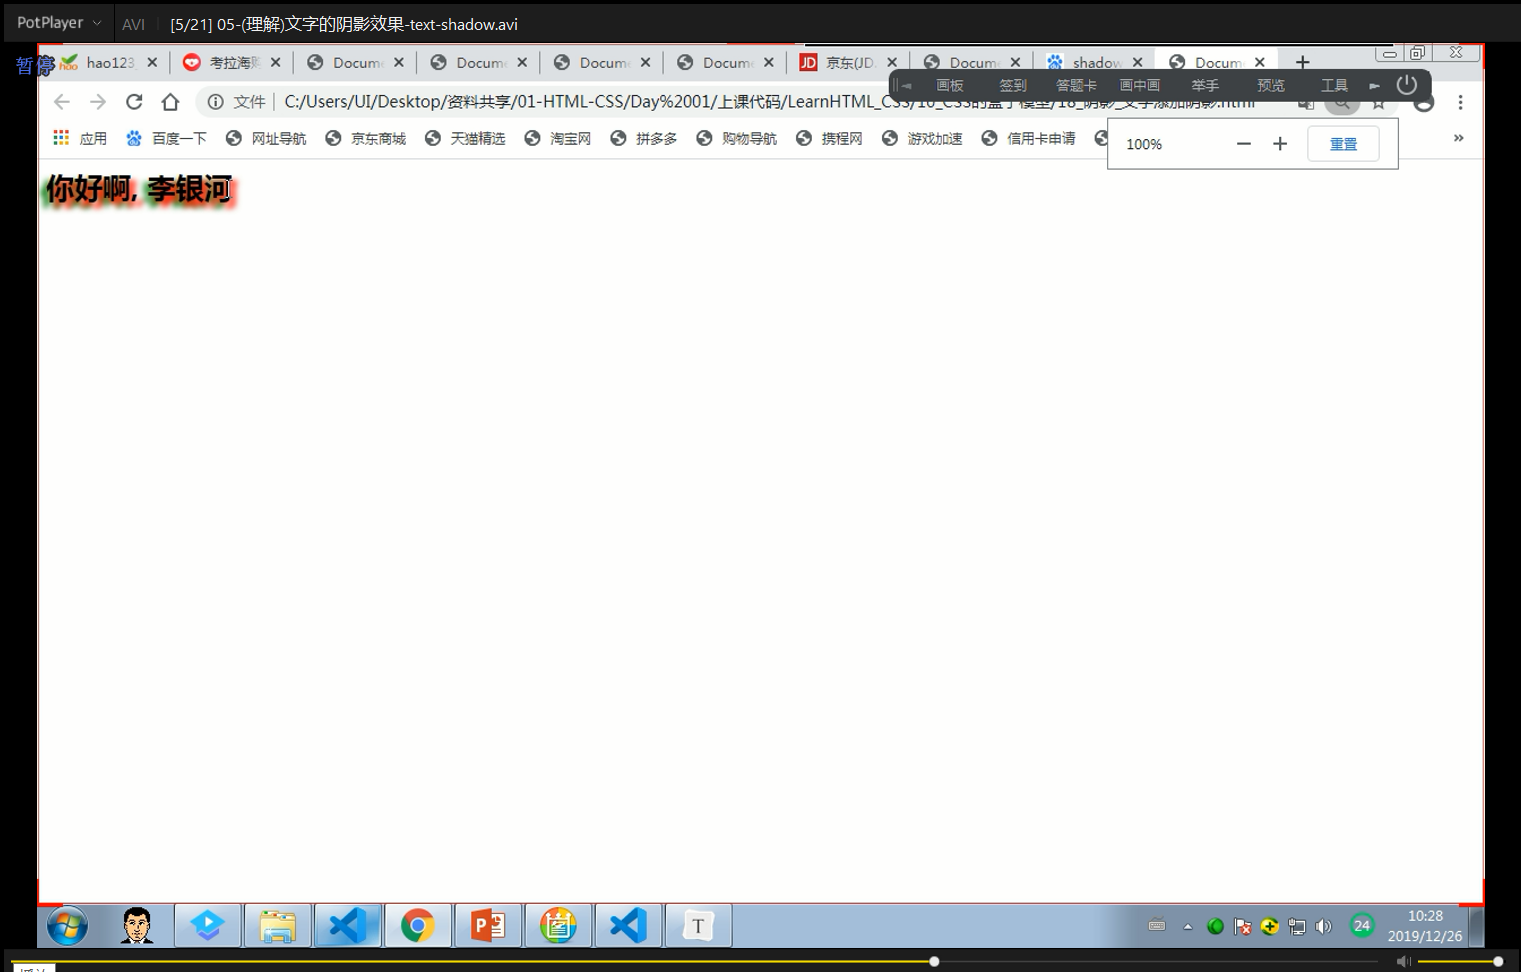 PotPlayer AVI [5/21] 05-(理解)文字的阴影效果-text-shadow.avi
暂停 hao123 考拉海购 Docume Docume Docume Docume 京东(JD. Docum shadow Docum
画板 签到 答题卡 画中画 举手 预览 工具
文件 C:/Users/UI/Desktop/资料共享/01-HTML-CSS/Day%2001/上课代码/LearnHTML_CSS/10_CSS的盒子模型/18_阴影_文字添加阴影.html
应用 百度一下 网址导航 京东商城 天猫精选 淘宝网 拼多多 购物导航 携程网 游戏加速 信用卡申请 »
100% − + 重置
你好啊, 李银河
T
24
10:28
2019/12/26